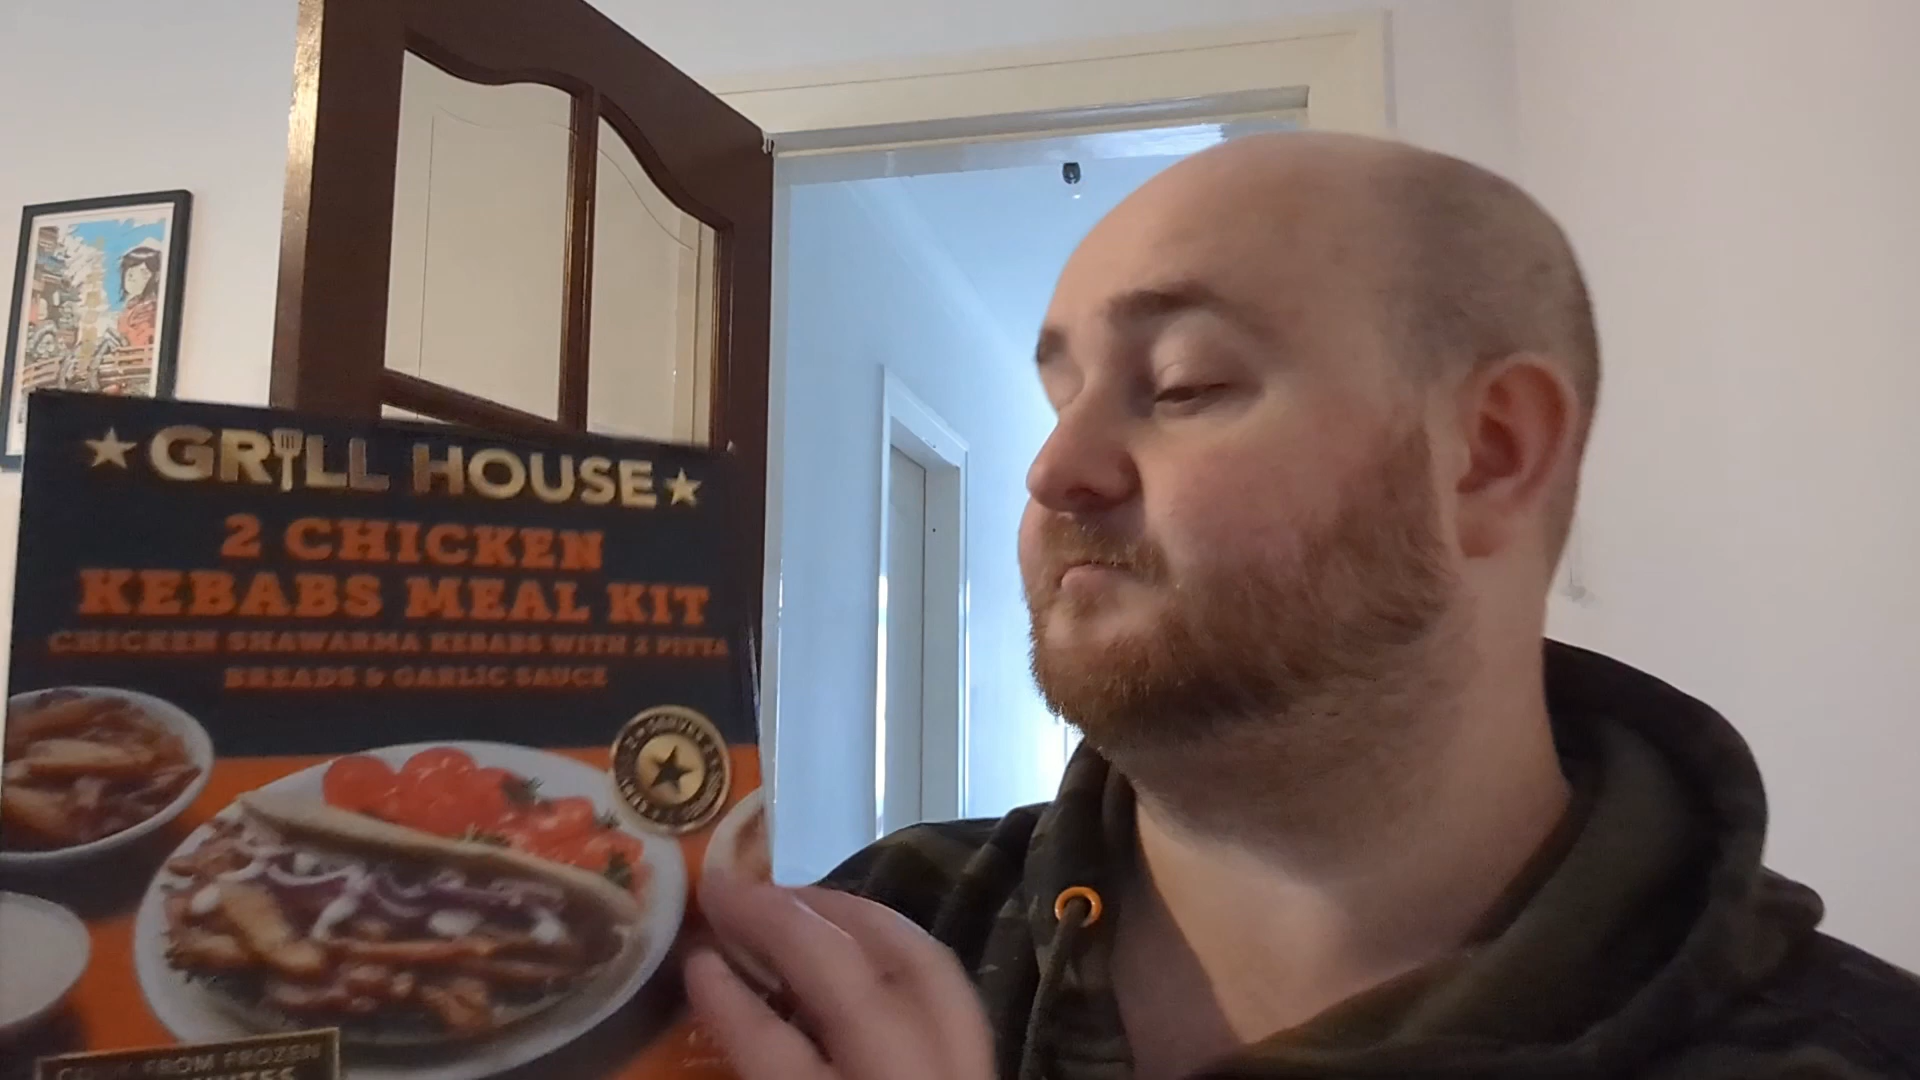 GRILL HOUSE
2 CHICKEN
KEBABS MEAL KIT
CHICKEN SHAWARMA KEBABS WITH 2 PITTA
BREADS & GARLIC SAUCE
COOK FROM FROZEN
MINUTES